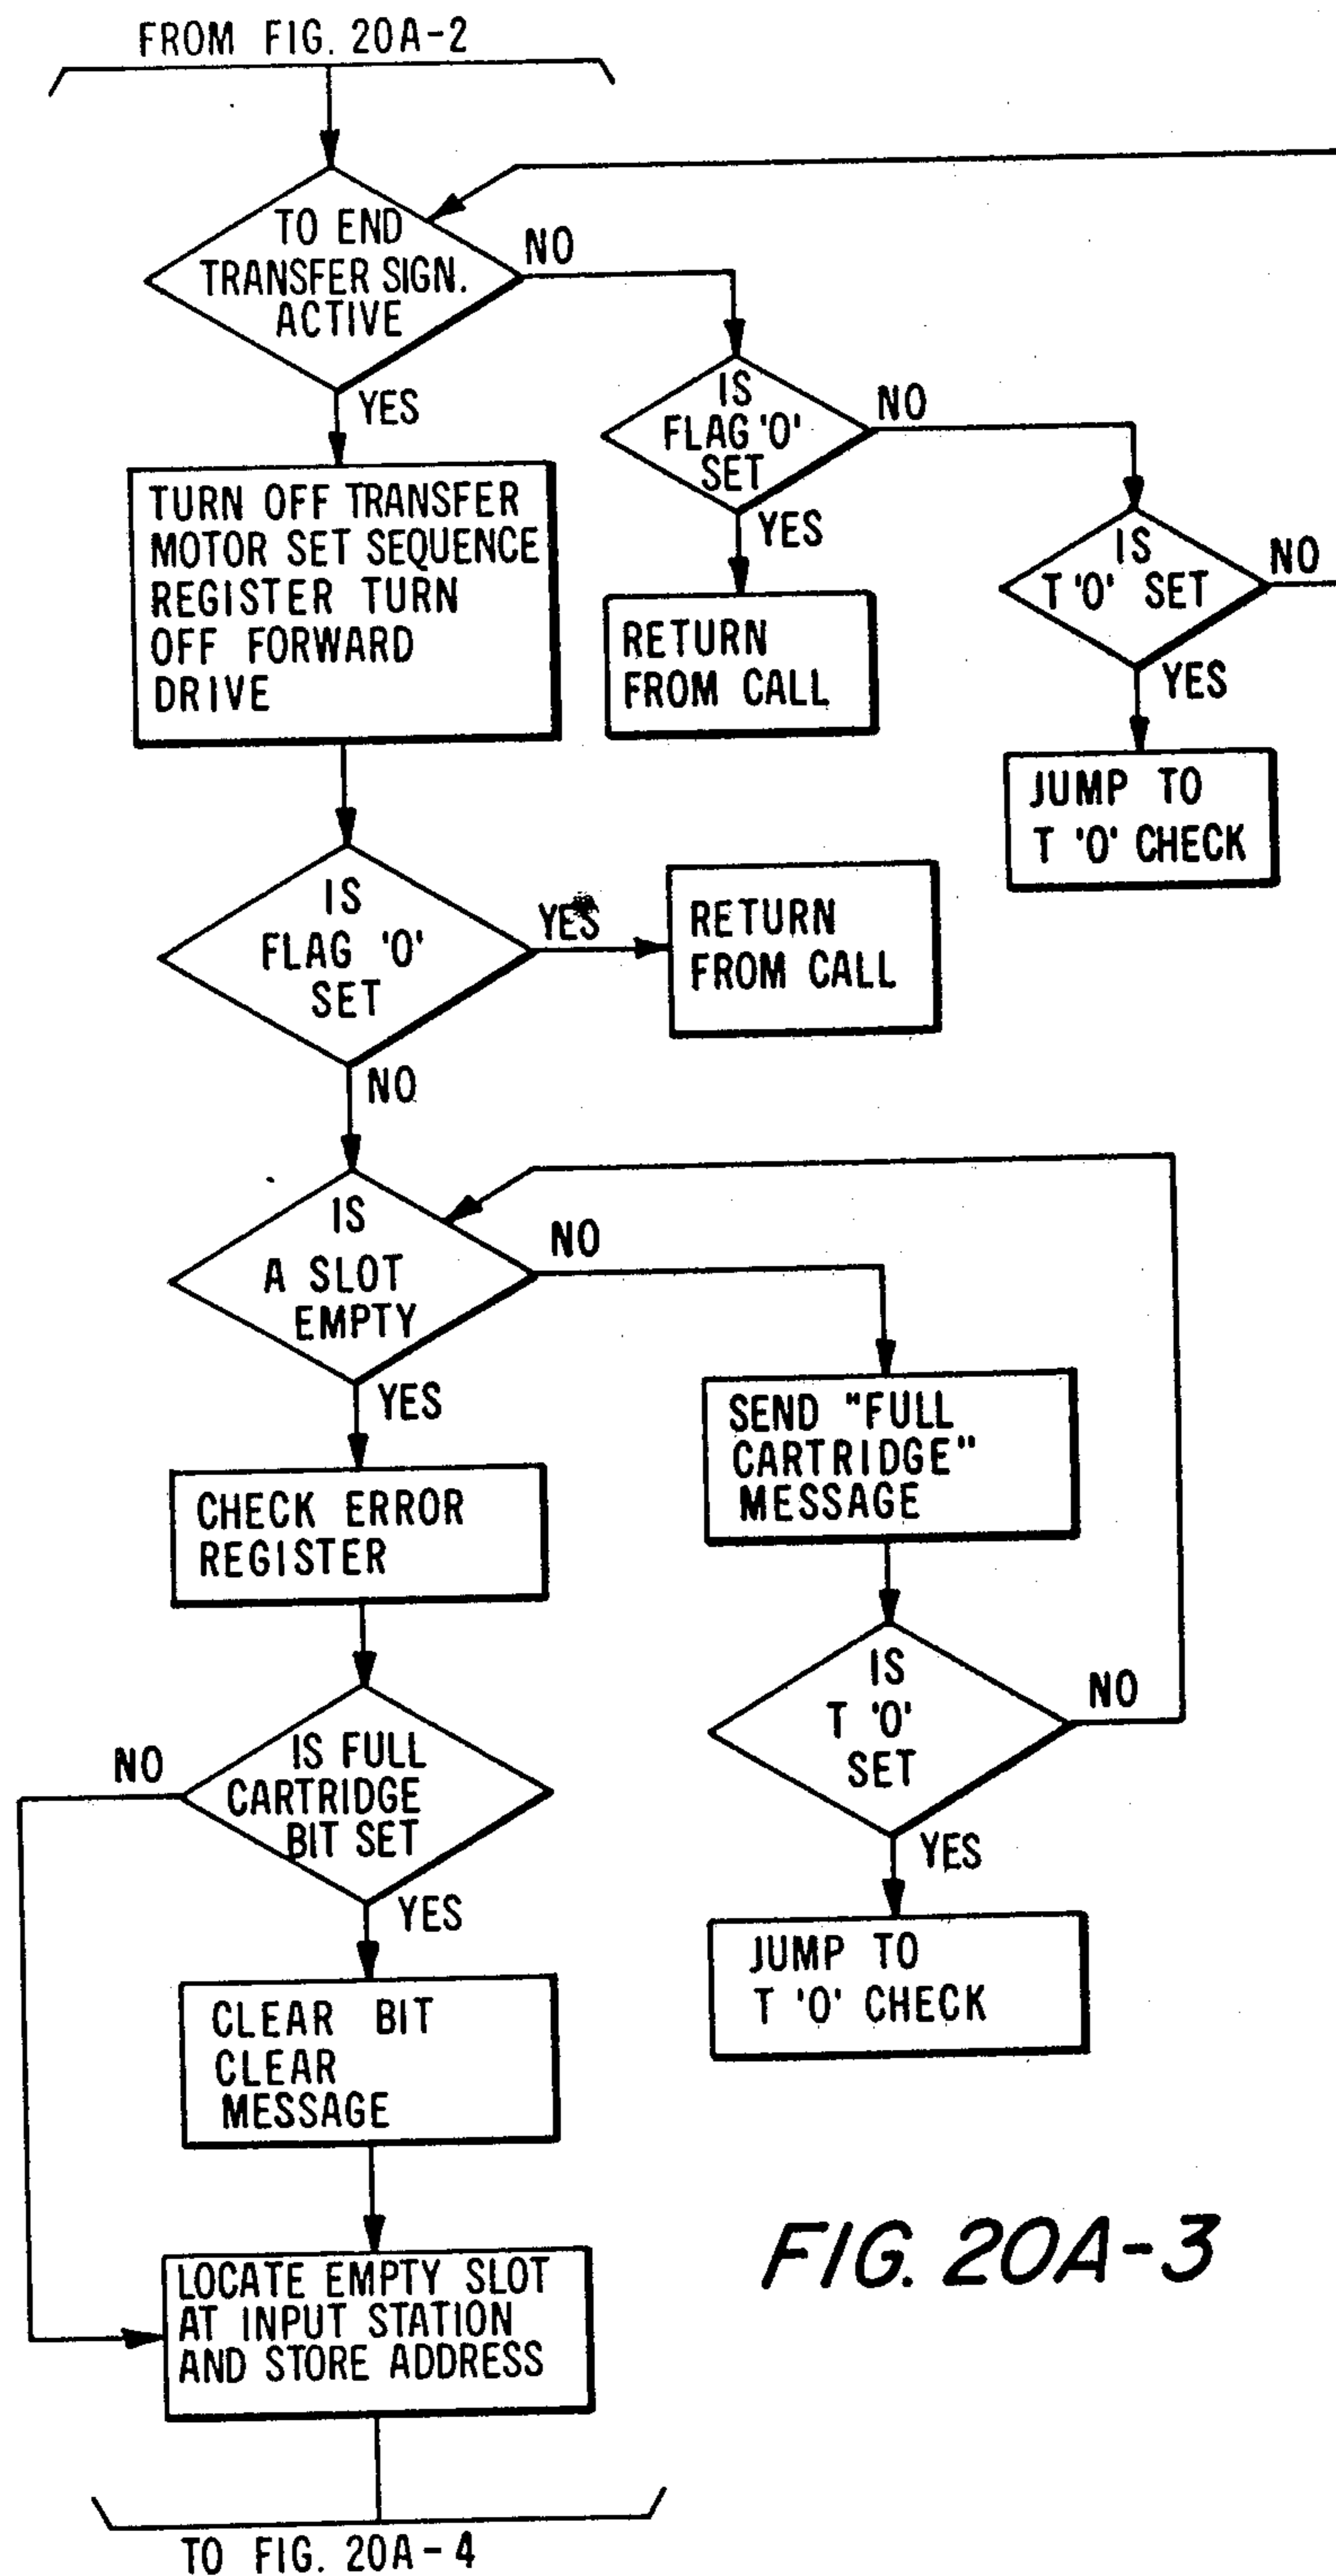 FROM FIG. 20A-2
TO END
TRANSFER SIGN.
ACTIVE
NO
YES
IS
FLAG 'O'
SET
NO
YES
RETURN
FROM CALL
IS
T 'O' SET
NO
YES
JUMP TO
T 'O' CHECK
TURN OFF TRANSFER
MOTOR SET SEQUENCE
REGISTER TURN
OFF FORWARD
DRIVE
IS
FLAG 'O'
SET
YES
RETURN
FROM CALL
NO
IS
A SLOT
EMPTY
NO
YES
SEND "FULL
CARTRIDGE"
MESSAGE
CHECK ERROR
REGISTER
IS
T 'O'
SET
NO
YES
JUMP TO
T 'O' CHECK
IS FULL
CARTRIDGE
BIT SET
NO
YES
CLEAR BIT
CLEAR
MESSAGE
LOCATE EMPTY SLOT
AT INPUT STATION
AND STORE ADDRESS
FIG. 20A-3
TO FIG. 20A-4